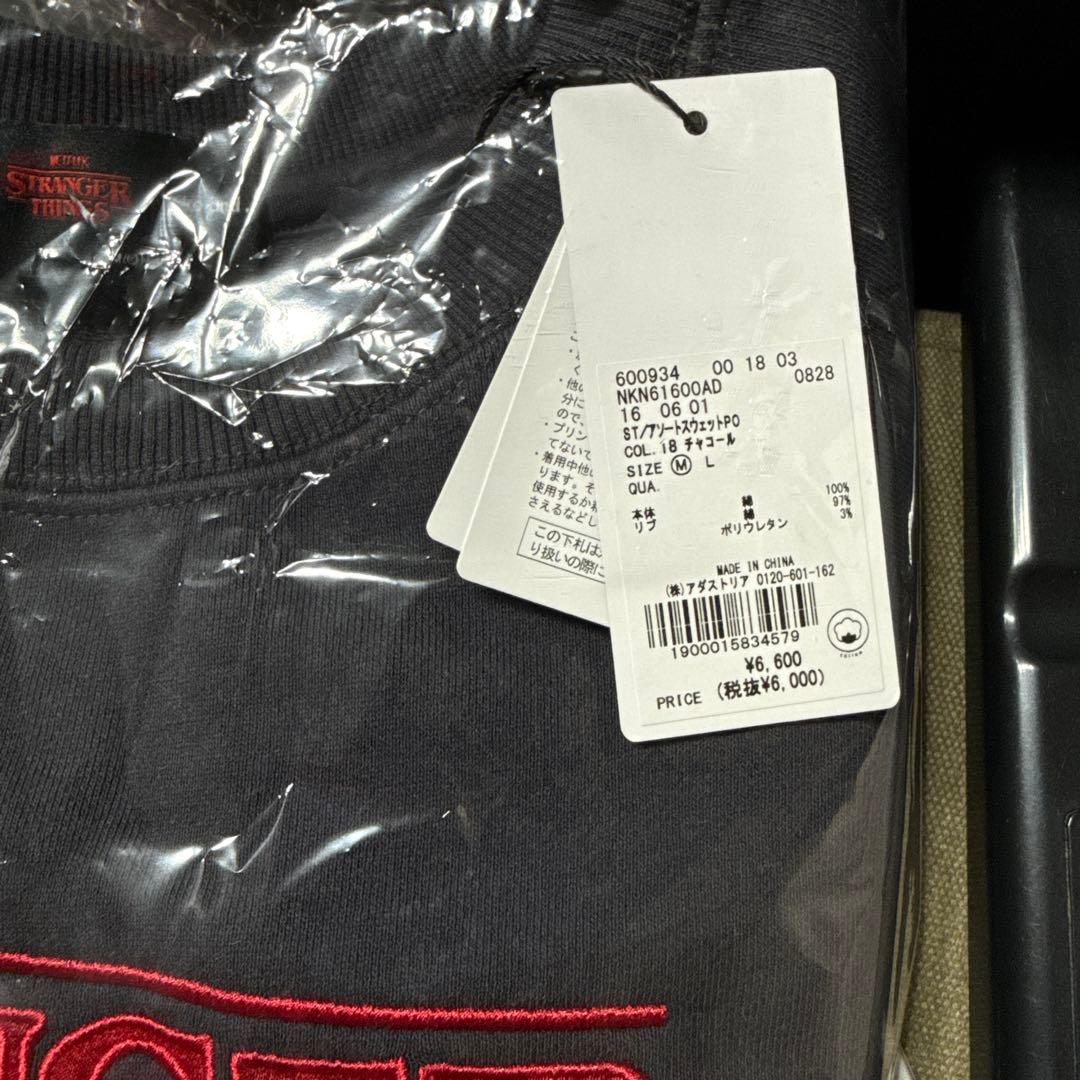 NETFLIX
STRANGER
THINGS
600934 00 18 03
NKN61600AD 0828
16 06 01
ST/アソートスウェットPO
COL. 18 チャコール
SIZE Ⓜ L
QUA.
本体 綿 100%
リブ 綿 97%
ポリウレタン 3%
MADE IN CHINA
(株)アダストリア 0120-601-162
1900015834579
¥6,600
PRICE (税抜¥6,000)
・他の
分に
ので、
・プリン
てないで
・着用中他
ります。そ
使用するか
さえるなどし
この下札は
り扱いの際に